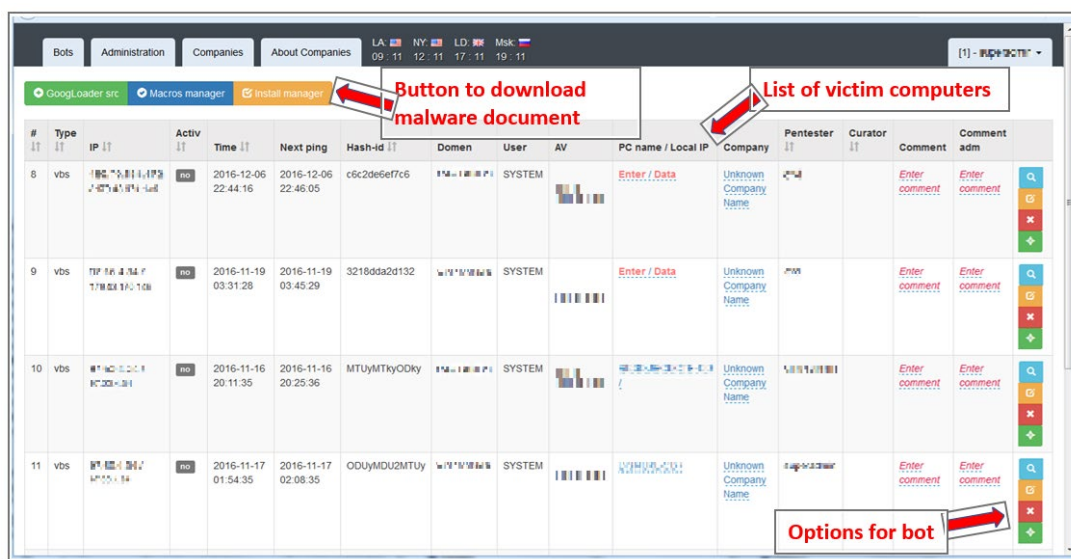 Bots Administration Companies About Companies LA: NY: LD: Msk:
09 : 11 12 : 11 17 : 11 19 : 11
[1] -
GoogLoader src Macros manager Install manager
Button to download
malware document
List of victim computers
# Type IP Activ Time Next ping Hash-id Domen User AV PC name / Local IP Company Pentester Curator Comment Comment adm
8 vbs no 2016-12-06 2016-12-06 c6c2de6ef7c6 SYSTEM Enter / Data Unknown Enter Enter
22:44:16 22:46:05 Company comment comment
Name
9 vbs no 2016-11-19 2016-11-19 3218dda2d132 SYSTEM Enter / Data Unknown Enter Enter
03:31:28 03:45:29 Company comment comment
Name
10 vbs no 2016-11-16 2016-11-16 MTUyMTkyODky SYSTEM Unknown Enter Enter
20:11:35 20:25:36 / Company comment comment
Name
11 vbs no 2016-11-17 2016-11-17 ODUyMDU2MTUy SYSTEM Unknown Enter Enter
01:54:35 02:08:35 Company comment comment
Name
Options for bot